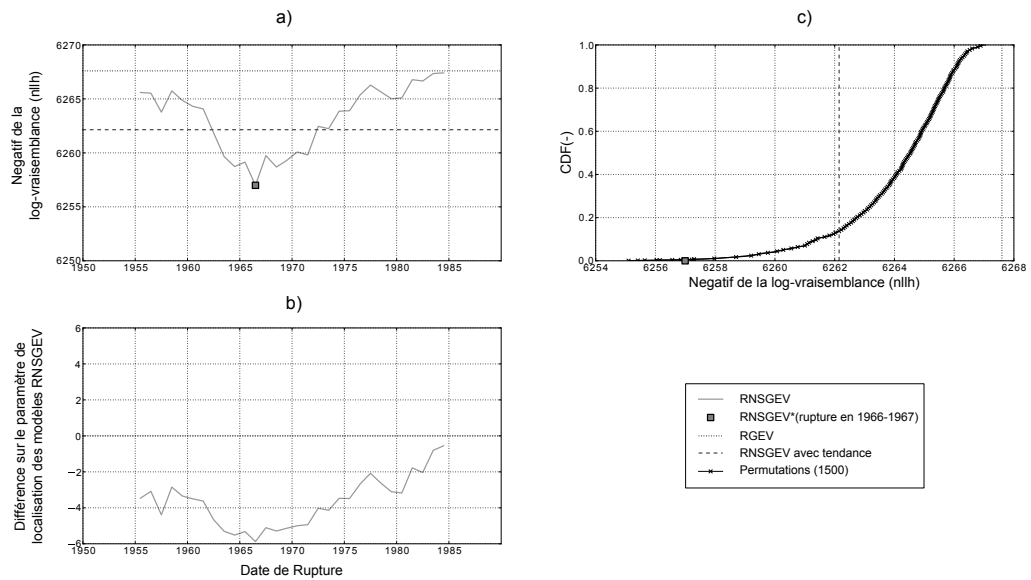 a)
Negatif de la
log-vraisemblance (nllh)
6270
6265
6260
6255
6250
1950 1955 1960 1965 1970 1975 1980 1985
b)
Différence sur le paramètre de
localisation des modèles RNSGEV
6
4
2
0
−2
−4
−6
1950 1955 1960 1965 1970 1975 1980 1985
Date de Rupture
c)
CDF(-)
1.0
0.8
0.6
0.4
0.2
0.0
6254 6256 6258 6260 6262 6264 6266 6268
Negatif de la log-vraisemblance (nllh)
RNSGEV
RNSGEV*(rupture en 1966-1967)
RGEV
RNSGEV avec tendance
Permutations (1500)